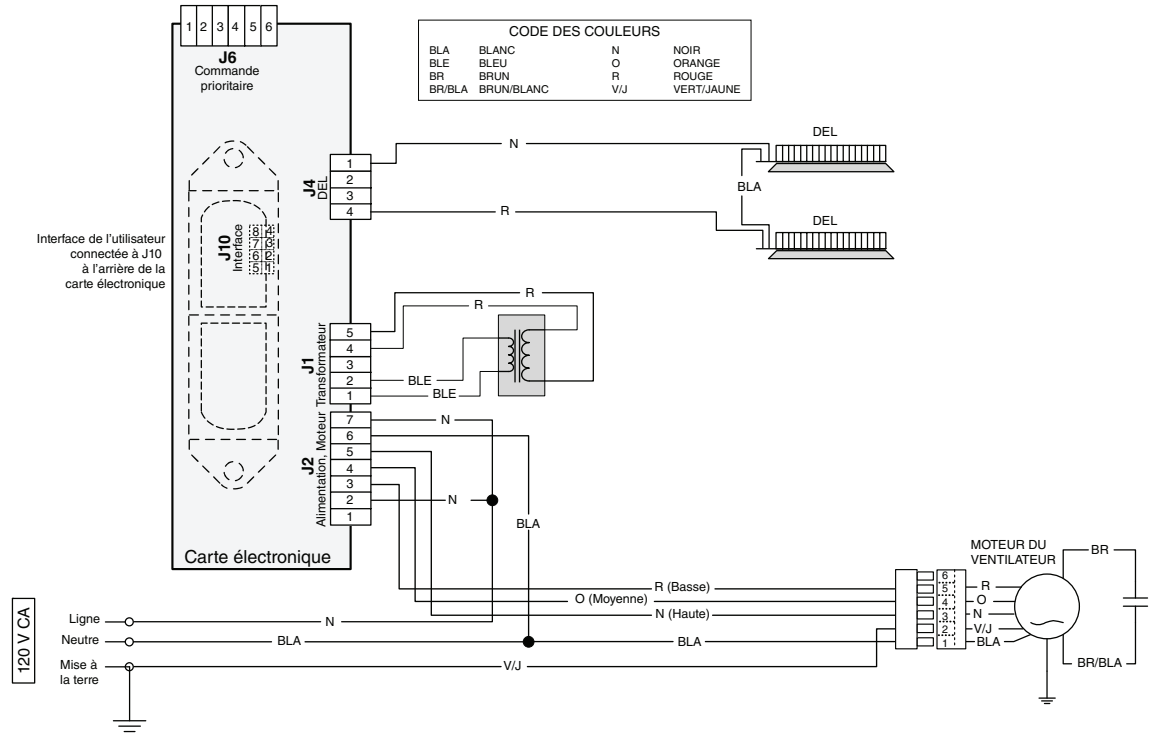 1 2 3 4 5 6
J6
Commande
prioritaire
CODE DES COULEURS
BLA BLANC N NOIR
BLE BLEU O ORANGE
BR BRUN R ROUGE
BR/BLA BRUN/BLANC V/J VERT/JAUNE
N
DEL
BLA
R
DEL
J4
DEL
1
2
3
4
Interface de l'utilisateur
connectée à J10
à l'arrière de la
carte électronique
J10
Interface
8 4
7 3
6 2
5 1
R
R
J1
Transformateur
5
4
3
2
1
BLE
BLE
J2
Alimentation, Moteur
7
6
5
4
3
2
1
N
N
BLA
Carte électronique
120 V CA
Ligne
N
Neutre
BLA
BLA
Mise à
la terre
V/J
R (Basse)
O (Moyenne)
N (Haute)
MOTEUR DU
VENTILATEUR
6
5 R
4 O
3 N
2 V/J
1 BLA
BR
BR/BLA